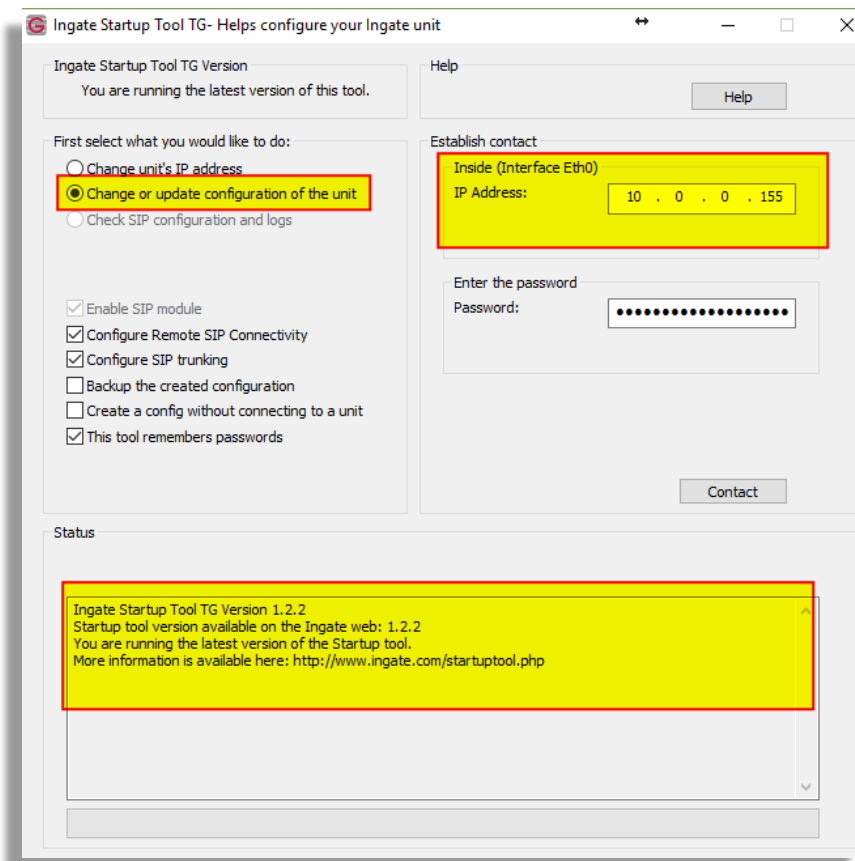 Ingate Startup Tool TG- Helps configure your Ingate unit
Ingate Startup Tool TG Version
You are running the latest version of this tool.
Help
Help
First select what you would like to do:
Change unit's IP address
Change or update configuration of the unit
Check SIP configuration and logs
Enable SIP module
Configure Remote SIP Connectivity
Configure SIP trunking
Backup the created configuration
Create a config without connecting to a unit
This tool remembers passwords
Establish contact
Inside (Interface Eth0)
IP Address: 10 . 0 . 0 . 155
Enter the password
Password: •••••••••••••••••••
Contact
Status
Ingate Startup Tool TG Version 1.2.2
Startup tool version available on the Ingate web: 1.2.2
You are running the latest version of the Startup tool.
More information is available here: http://www.ingate.com/startuptool.php